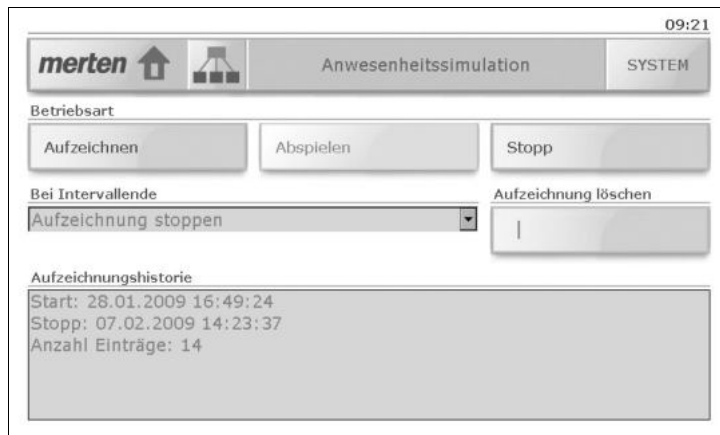 09:21
merten Anwesenheitssimulation SYSTEM
Betriebsart
Aufzeichnen Abspielen Stopp
Bei Intervallende Aufzeichnung löschen
Aufzeichnung stoppen
Aufzeichnungshistorie
Start: 28.01.2009 16:49:24
Stopp: 07.02.2009 14:23:37
Anzahl Einträge: 14